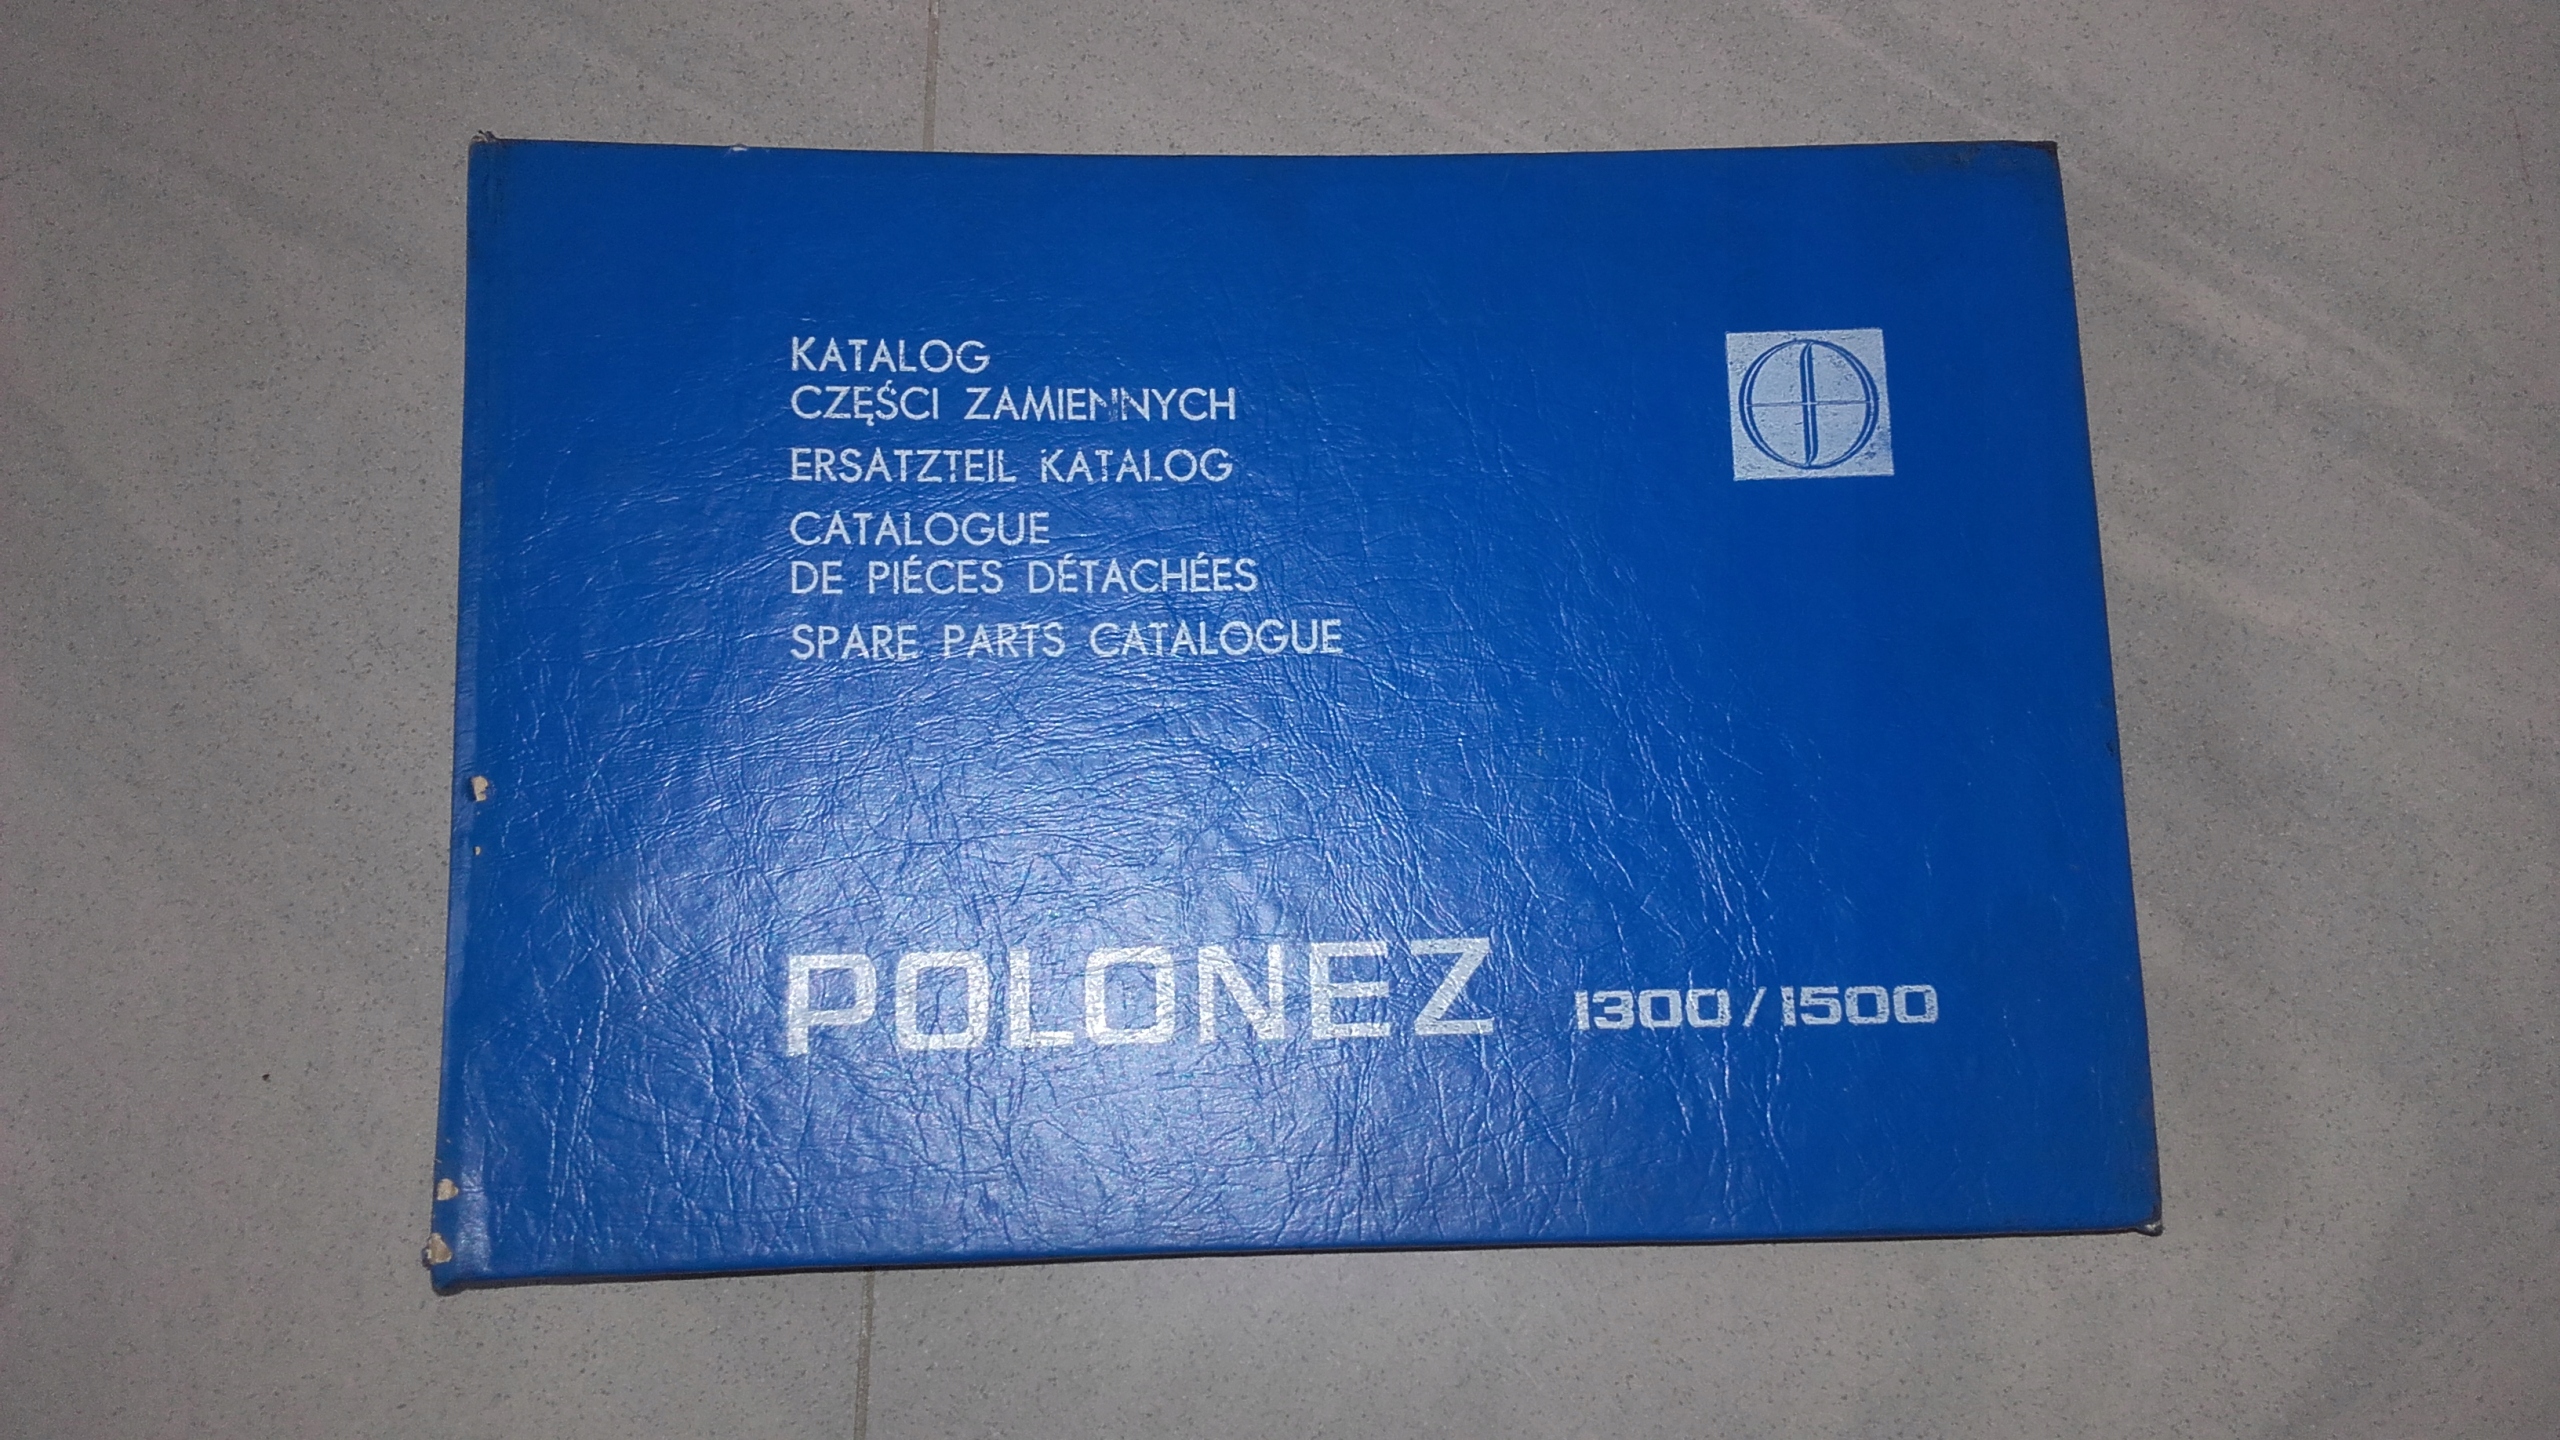 KATALOG
CZĘŚCI ZAMIENNYCH
ERSATZTEIL KATALOG
CATALOGUE
DE PIÉCES DÉTACHÉES
SPARE PARTS CATALOGUE
POLONEZ 1300/1500